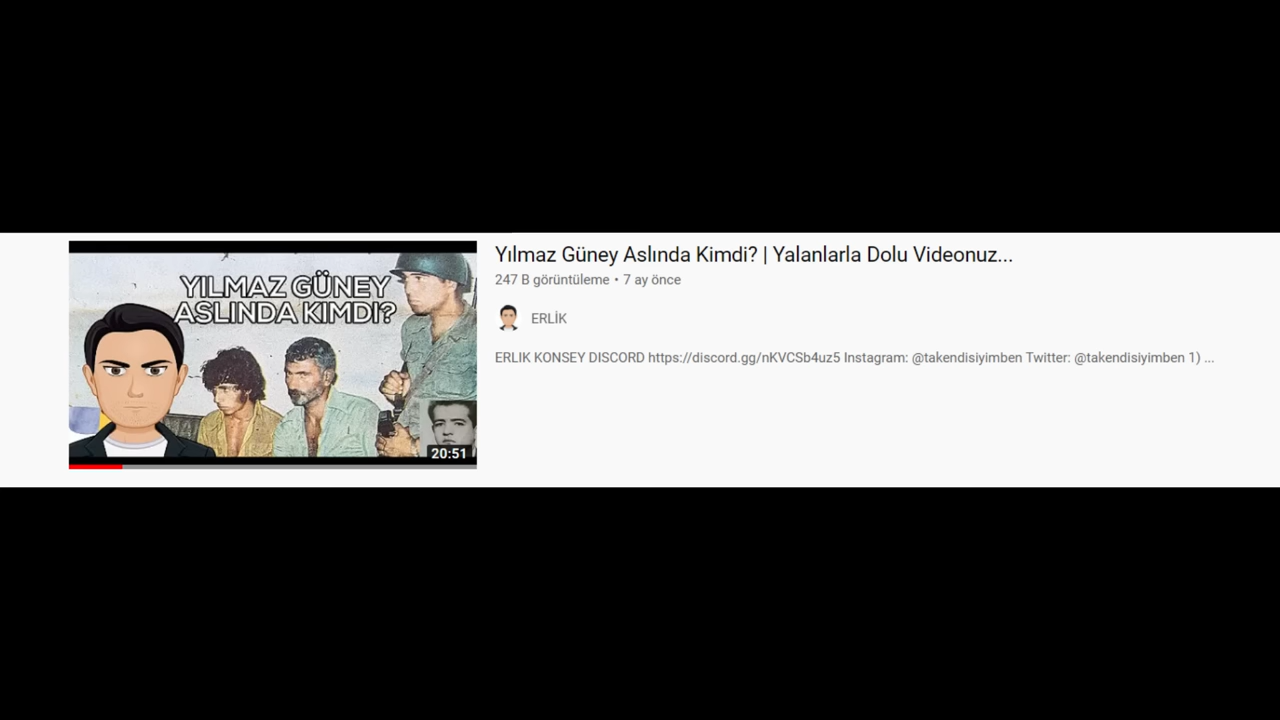 YILMAZ GÜNEY
ASLINDA KIMDI?
20:51
Yılmaz Güney Aslında Kimdi? | Yalanlarla Dolu Videonuz...
247 B görüntüleme • 7 ay önce
ERLİK
ERLIK KONSEY DISCORD https://discord.gg/nKVCSb4uz5 Instagram: @takendisiyimben Twitter: @takendisiyimben 1) ...